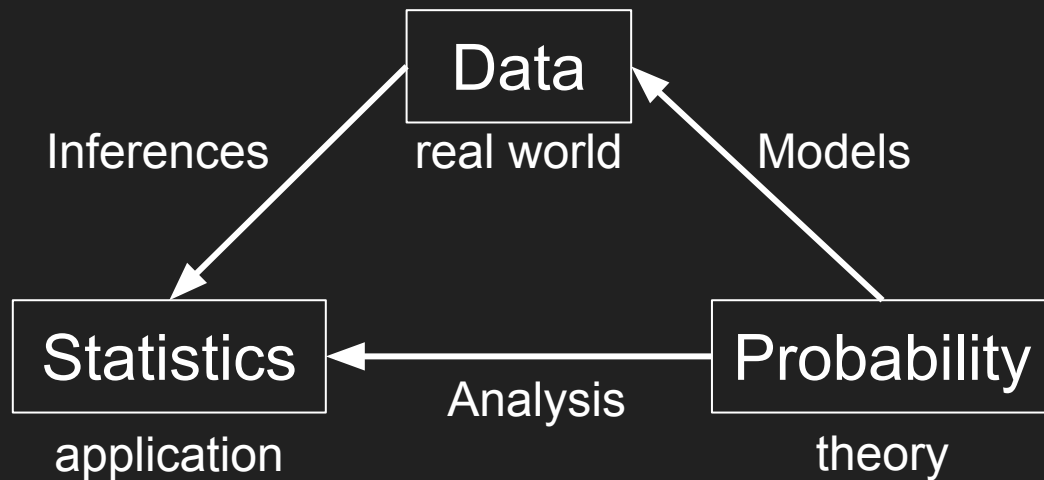 Data
Inferences
real world
Models
Statistics
Probability
Analysis
application
theory